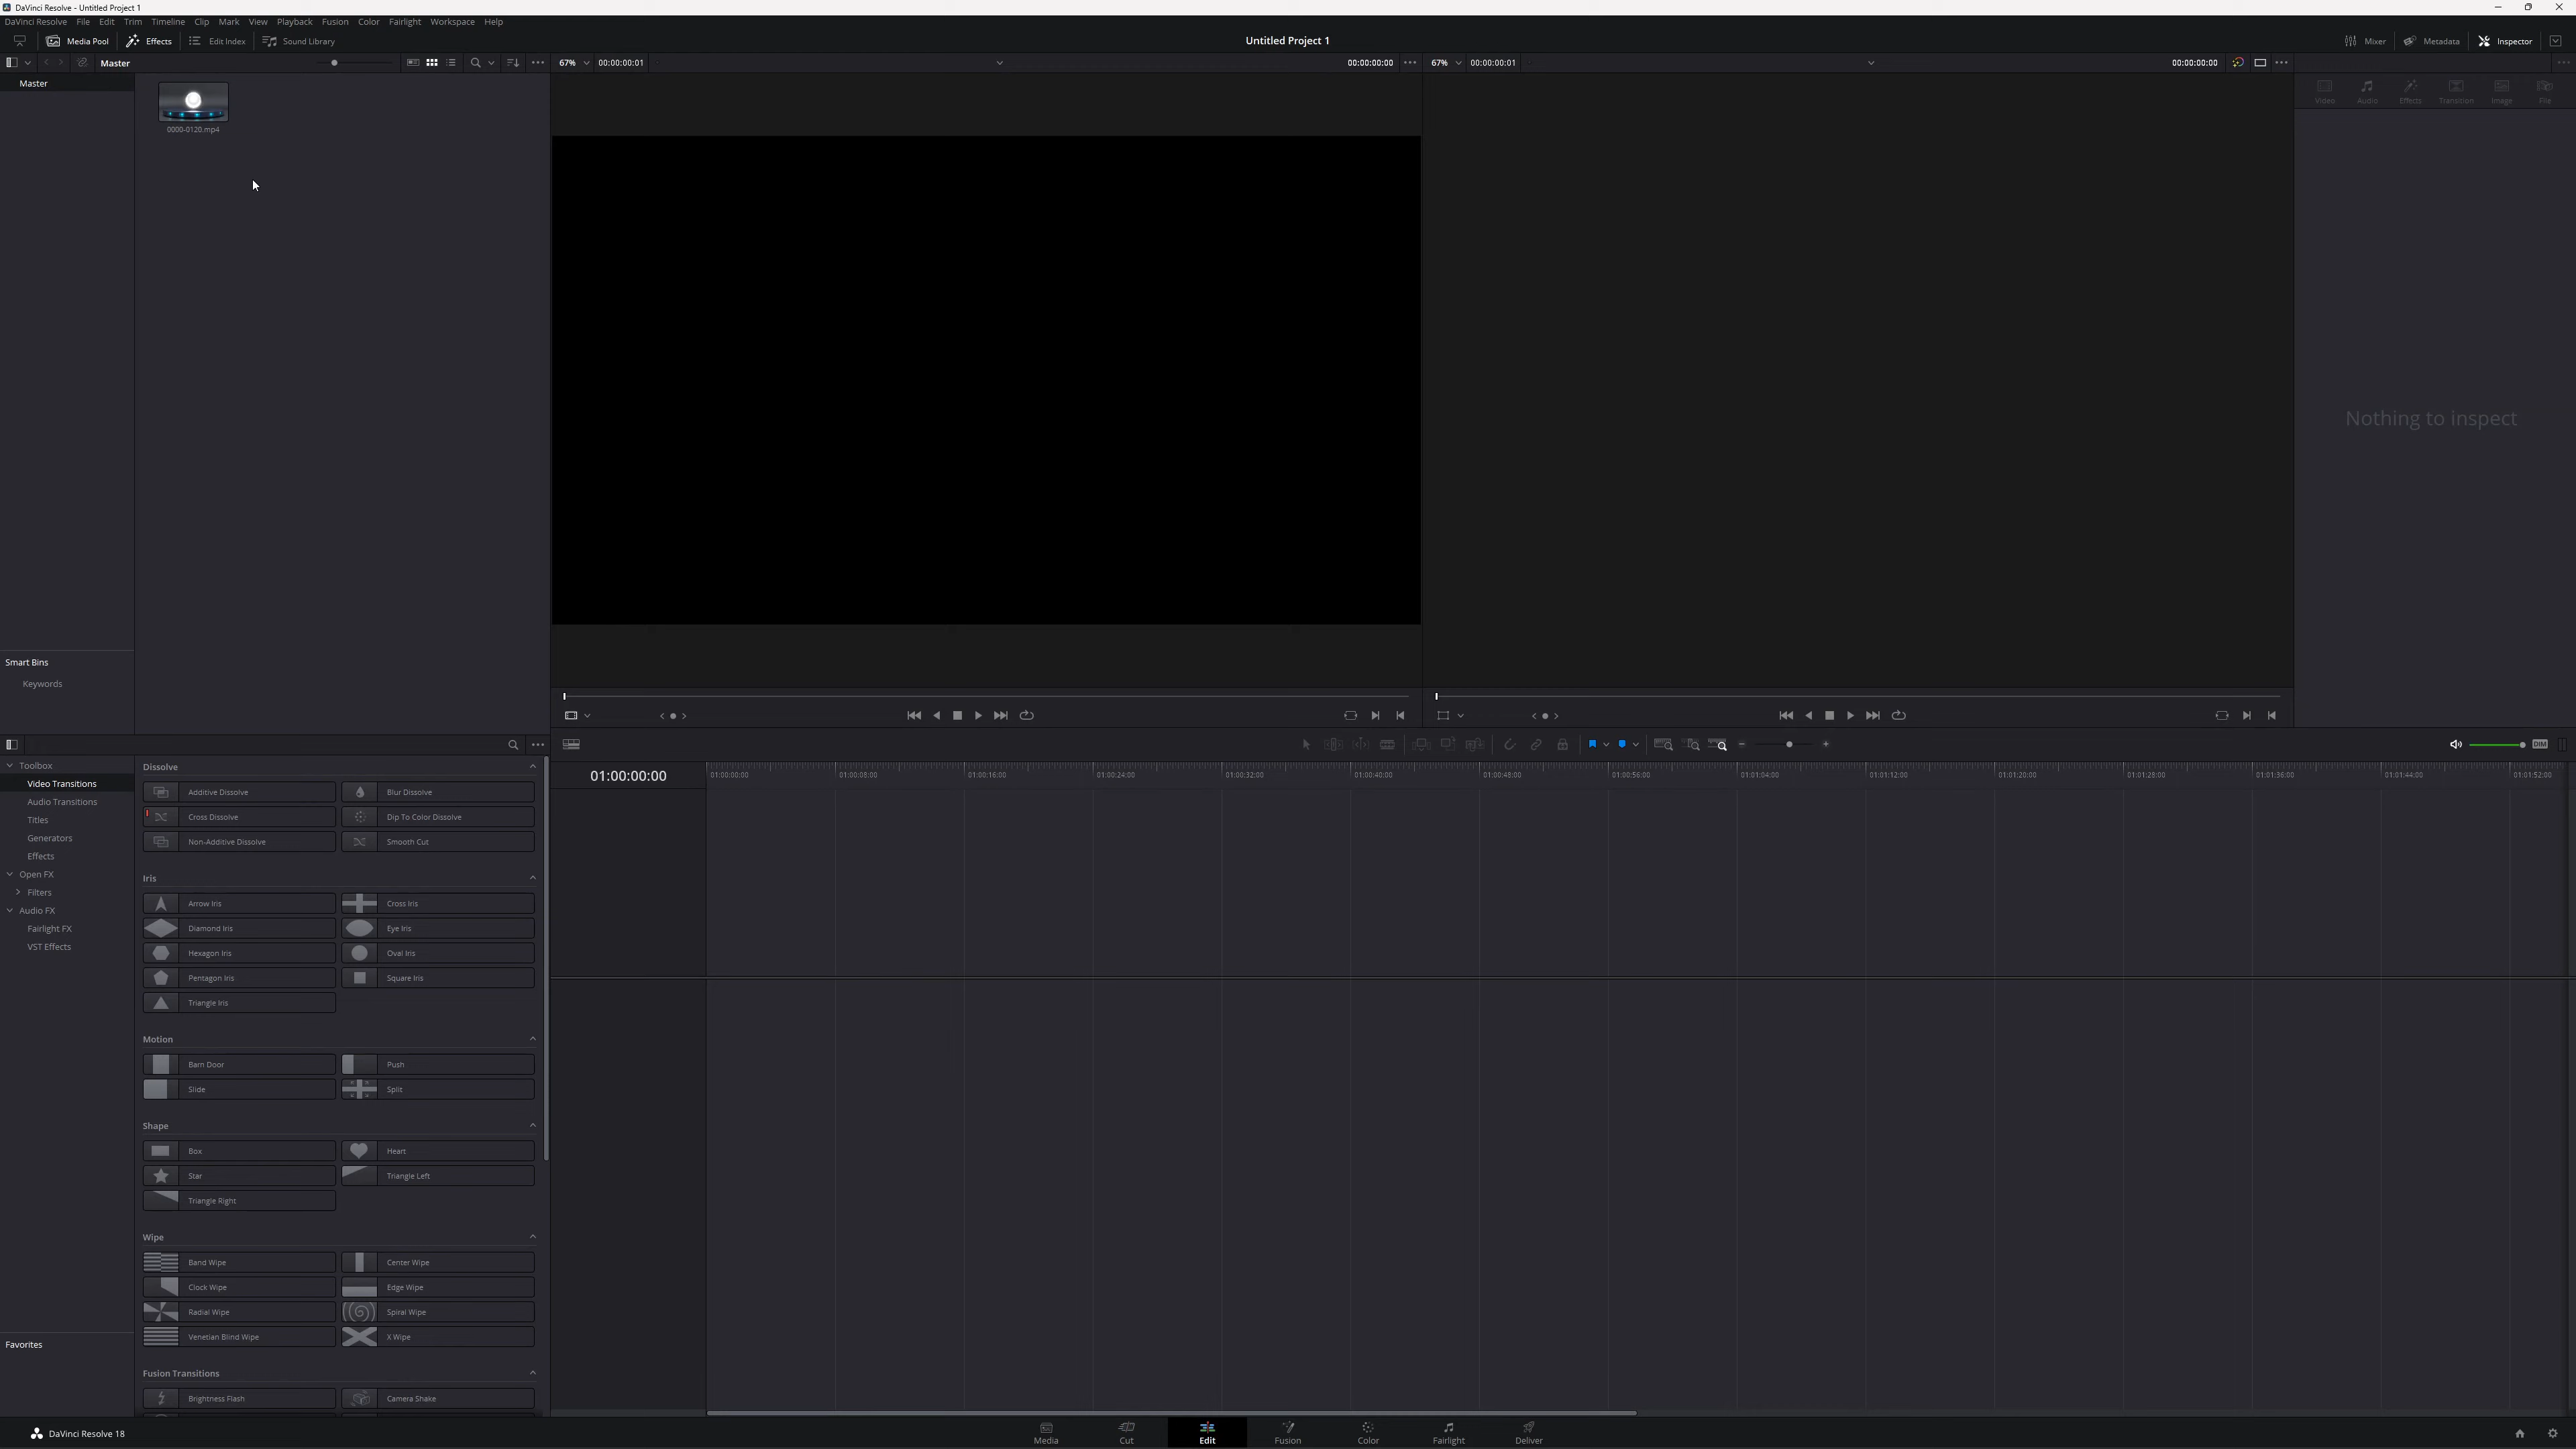 DaVinci Resolve - Untitled Project 1
DaVinci Resolve File Edit Trim Timeline Clip Mark View Playback Fusion Color Fairlight Workspace Help
Media Pool Effects Edit Index Sound Library Untitled Project 1 Mixer Metadata Inspector
Master 67% 00:00:00:01 00:00:00:00 67% 00:00:00:01 00:00:00:00
Master
Video Audio Effects Transition Image File
0000-0120.mp4
Nothing to inspect
Smart Bins
Keywords
DIM
Toolbox
Video Transitions
Audio Transitions
Titles
Generators
Effects
Open FX
Filters
Audio FX
Fairlight FX
VST Effects
Favorites
Dissolve
Additive Dissolve Blur Dissolve
Cross Dissolve Dip To Color Dissolve
Non-Additive Dissolve Smooth Cut
Iris
Arrow Iris Cross Iris
Diamond Iris Eye Iris
Hexagon Iris Oval Iris
Pentagon Iris Square Iris
Triangle Iris
Motion
Barn Door Push
Slide Split
Shape
Box Heart
Star Triangle Left
Triangle Right
Wipe
Band Wipe Center Wipe
Clock Wipe Edge Wipe
Radial Wipe Spiral Wipe
Venetian Blind Wipe X Wipe
Fusion Transitions
Brightness Flash Camera Shake
01:00:00:00 01:00:00:00 01:00:08:00 01:00:16:00 01:00:24:00 01:00:32:00 01:00:40:00 01:00:48:00 01:00:56:00 01:01:04:00 01:01:12:00 01:01:20:00 01:01:28:00 01:01:36:00 01:01:44:00 01:01:52:00
DaVinci Resolve 18 Media Cut Edit Fusion Color Fairlight Deliver